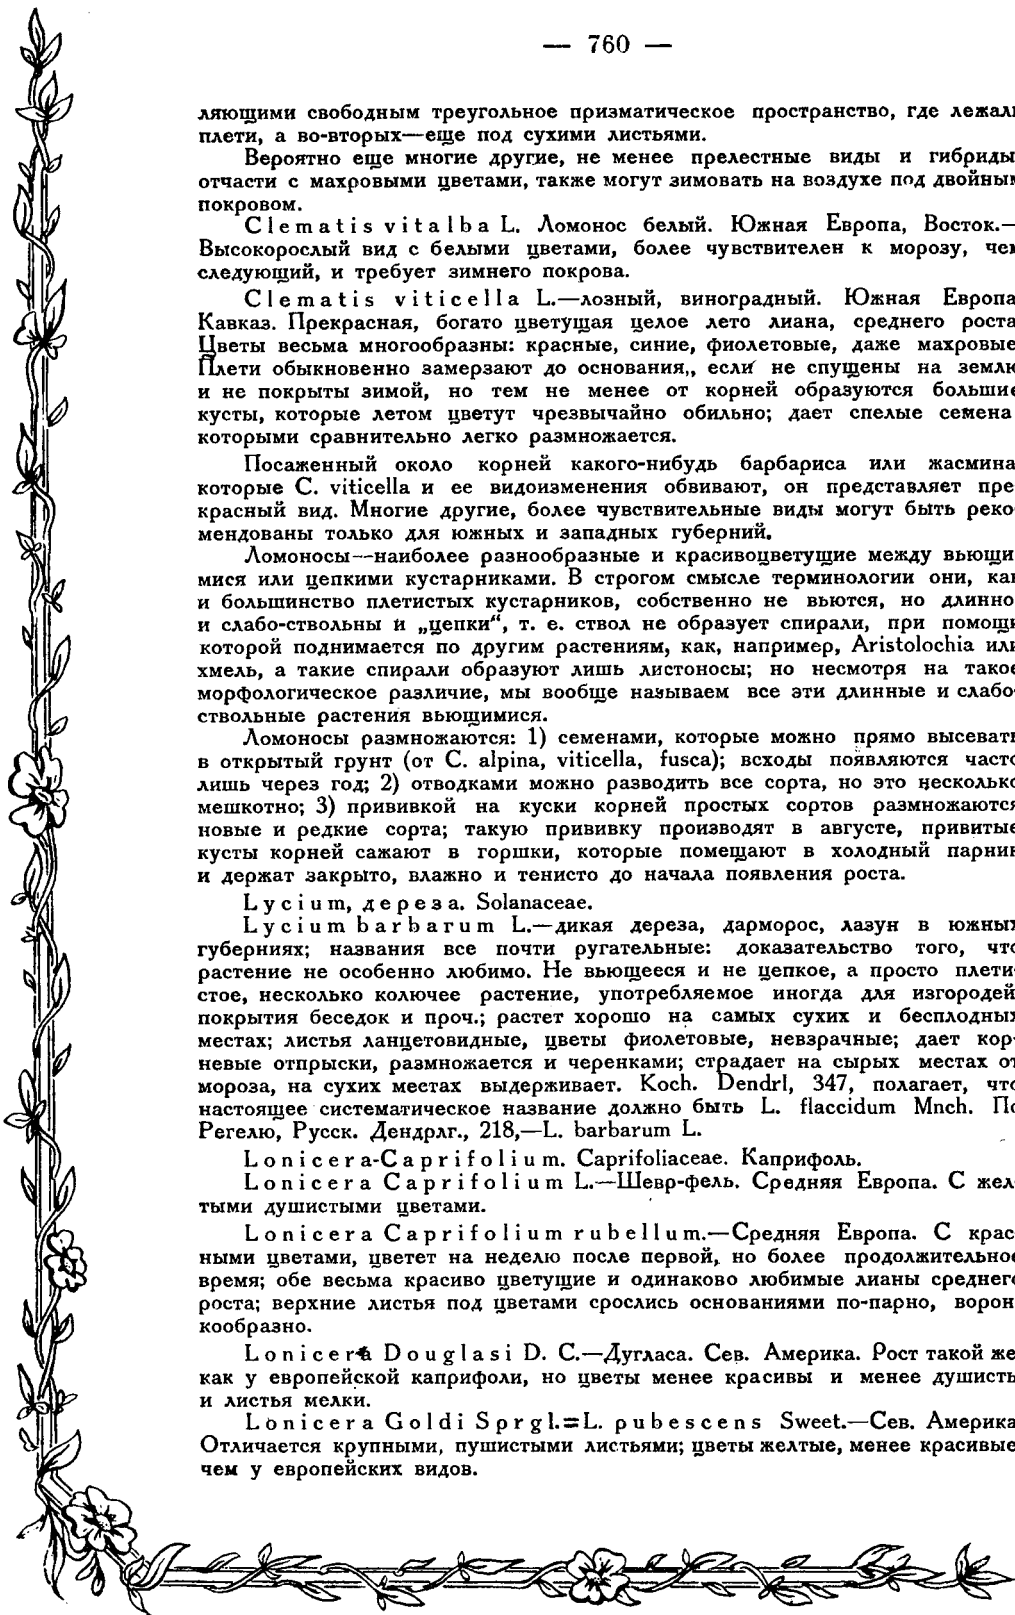 — 760 —
ляющими свободным треугольное призматическое пространство, где лежал
плети, а во-вторых—еще под сухими листьями.
Вероятно еще многие другие, не менее прелестные виды и гибриды
отчасти с махровыми цветами, также могут зимовать на воздухе под двойным
покровом.
Clematis vitalba L. Ломонос белый. Южная Европа, Восток.—
Высокорослый вид с белыми цветами, более чувствителен к морозу, чем
следующий, и требует зимнего покрова.
Clematis viticella L.—лозный, виноградный. Южная Европа
Кавказ. Прекрасная, богато цветущая целое лето лиана, среднего роста
Цветы весьма многообразны: красные, синие, фиолетовые, даже махровые
Плети обыкновенно замерзают до основания,, если не спущены на землю
и не покрыты зимой, но тем не менее от корней образуются большие
кусты, которые летом цветут чрезвычайно обильно; дает спелые семена
которыми сравнительно легко размножается.
Посаженный около корней какого-нибудь барбариса или жасмина
которые C. viticella и ее видоизменения обвивают, он представляет пре-
красный вид. Многие другие, более чувствительные виды могут быть реко-
мендованы только для южных и западных губерний.
Ломоносы—наиболее разнообразные и красивоцветущие между вьющи-
мися или цепкими кустарниками. В строгом смысле терминологии они, как
и большинство плетистых кустарников, собственно не вьются, но длинно-
и слабо-ствольны и „цепки“, т. е. ствол не образует спирали, при помощи
которой поднимается по другим растениям, как, например, Aristolochia или
хмель, а такие спирали образуют лишь листоносы; но несмотря на такое
морфологическое различие, мы вообще называем все эти длинные и слабо-
ствольные растения вьющимися.
Ломоносы размножаются: 1) семенами, которые можно прямо высевать
в открытый грунт (от C. alpina, viticella, fusca); всходы появляются часто
лишь через год; 2) отводками можно разводить все сорта, но это несколько
мешкотно; 3) прививкой на куски корней простых сортов размножаются
новые и редкие сорта; такую прививку производят в августе, привитые
кусты корней сажают в горшки, которые помещают в холодный парник
и держат закрыто, влажно и тенисто до начала появления роста.
Lycium, дереза. Solanaceae.
Lycium barbarum L.—дикая дереза, дарморос, лазун в южных
губерниях; названия все почти ругательные: доказательство того, что
растение не особенно любимо. Не вьющееся и не цепкое, а просто плети-
стое, несколько колючее растение, употребляемое иногда для изгородей
покрытия беседок и проч.; растет хорошо на самых сухих и бесплодных
местах; листья ланцетовидные, цветы фиолетовые, невзрачные; дает кор-
невые отпрыски, размножается и черенками; страдает на сырых местах от
мороза, на сухих местах выдерживает. Koch. Dendrl, 347, полагает, что
настоящее систематическое название должно быть L. flaccidum Mnch. По
Регелю, Русск. Дендрлг., 218,—L. barbarum L.
Lonicera-Caprifolium. Caprifoliaceae. Каприфоль.
Lonicera Caprifolium L.—Шевр-фель. Средняя Европа. С жел-
тыми душистыми цветами.
Lonicera Caprifolium rubellum.—Средняя Европа. С крас-
ными цветами, цветет на неделю после первой, но более продолжительное
время; обе весьма красиво цветущие и одинаково любимые лианы среднего
роста; верхние листья под цветами срослись основаниями по-парно, ворон-
кообразно.
Lonicera Douglasi D. C.—Дугласа. Сев. Америка. Рост такой же
как у европейской каприфоли, но цветы менее красивы и менее душисты
и листья мелки.
Lonicera Goldi Sprgl.=L. pubescens Sweet.—Сев. Америка
Отличается крупными, пушистыми листьями; цветы желтые, менее красивые
чем у европейских видов.